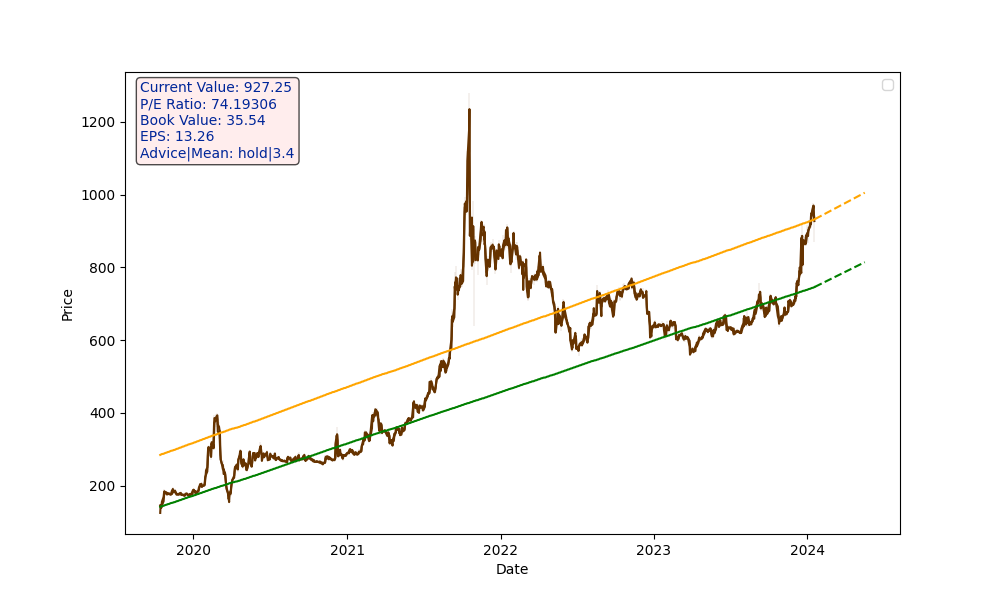 Current Value: 927.25
P/E Ratio: 74.19306
Book Value: 35.54
EPS: 13.26
Advice|Mean: hold|3.4
Price
1200
1000
800
600
400
200
2020 2021 2022 2023 2024
Date